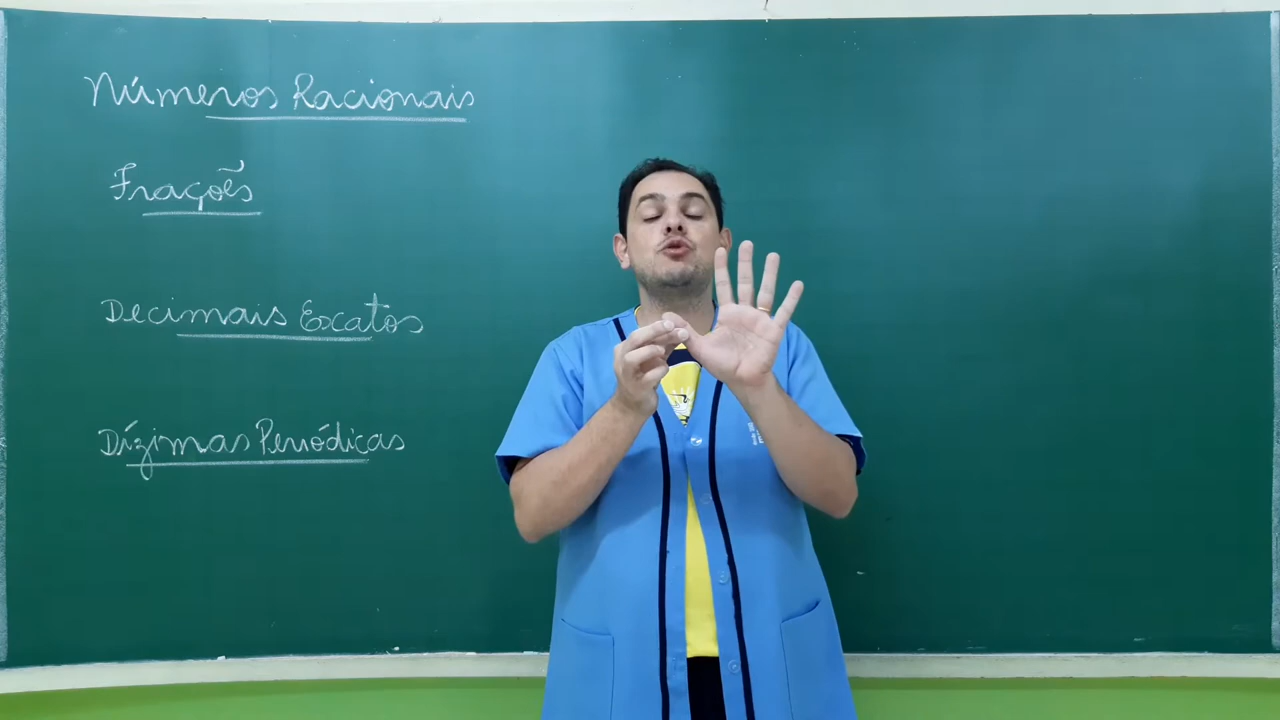 Números Racionais
Frações
Decimais Exatos
Dízimas Periódicas